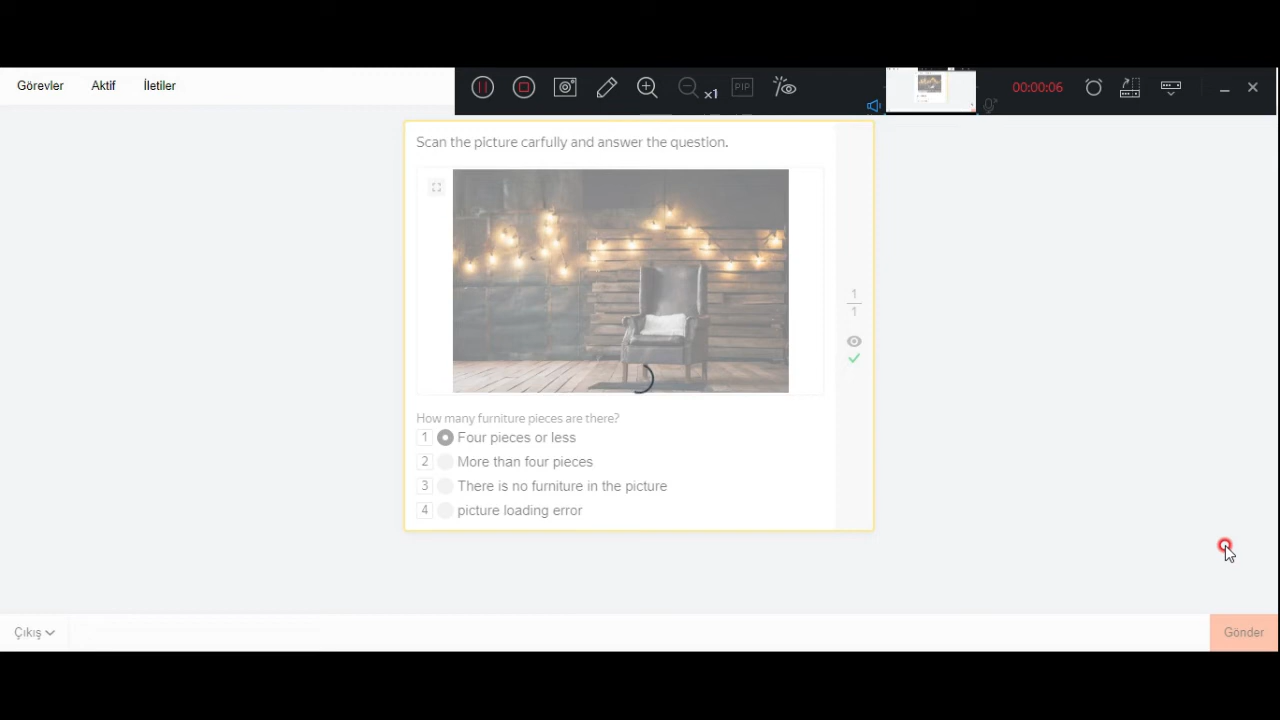 Görevler Aktif İletiler
x1 PIP 00:00:06
Scan the picture carfully and answer the question.
1
1
How many furniture pieces are there?
1 Four pieces or less
2 More than four pieces
3 There is no furniture in the picture
4 picture loading error
Çıkış Gönder